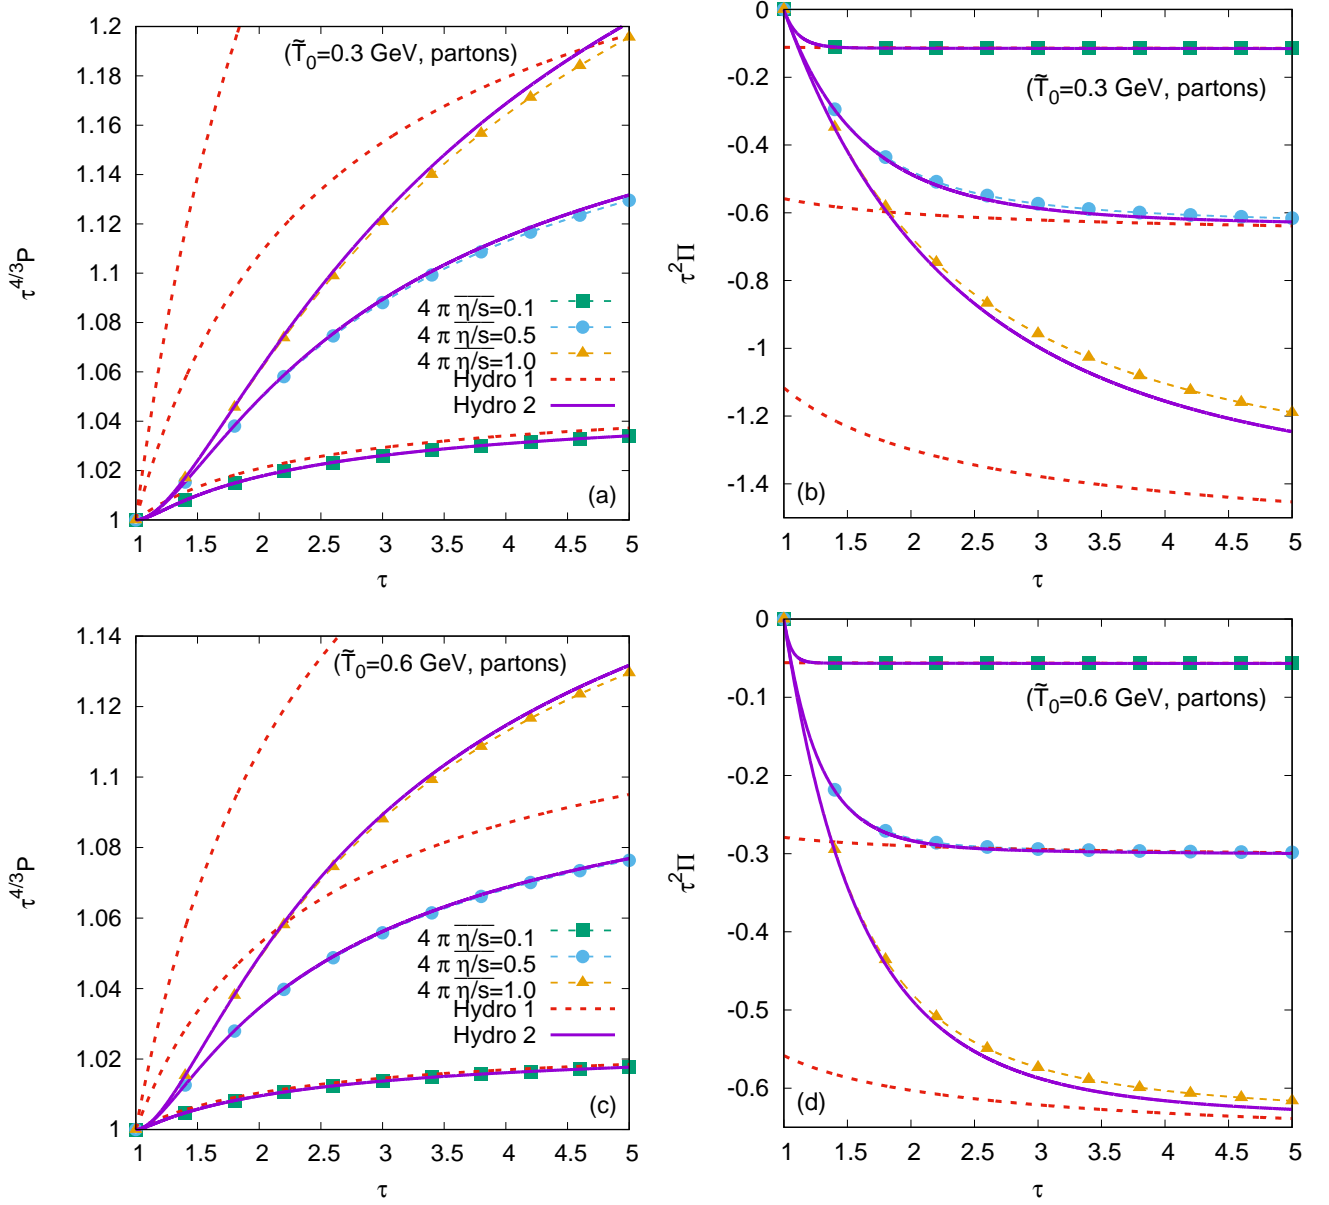 1.2
1.18
1.16
1.14
1.12
1.1
1.08
1.06
1.04
1.02
1
τ^4/3P
(T̃₀=0.3 GeV, partons)
4 π η/s=0.1
4 π η/s=0.5
4 π η/s=1.0
Hydro 1
Hydro 2
(a)
1 1.5 2 2.5 3 3.5 4 4.5 5
τ
0
-0.2
-0.4
-0.6
-0.8
-1
-1.2
-1.4
τ²Π
(T̃₀=0.3 GeV, partons)
(b)
1 1.5 2 2.5 3 3.5 4 4.5 5
τ
1.14
1.12
1.1
1.08
1.06
1.04
1.02
1
τ^4/3P
(T̃₀=0.6 GeV, partons)
4 π η/s=0.1
4 π η/s=0.5
4 π η/s=1.0
Hydro 1
Hydro 2
(c)
1 1.5 2 2.5 3 3.5 4 4.5 5
τ
0
-0.1
-0.2
-0.3
-0.4
-0.5
-0.6
τ²Π
(T̃₀=0.6 GeV, partons)
(d)
1 1.5 2 2.5 3 3.5 4 4.5 5
τ